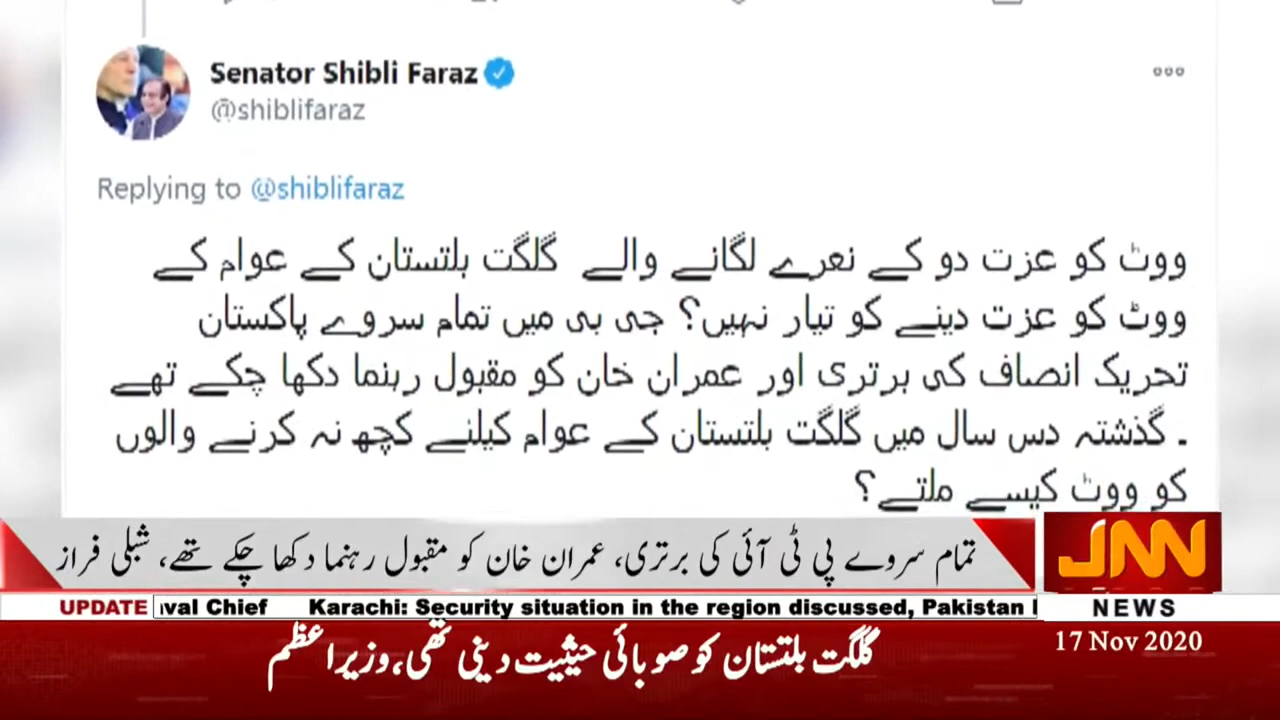 Senator Shibli Faraz
@shiblifaraz
Replying to @shiblifaraz
ووٹ کو عزت دو کے نعرے لگانے والے گلگت بلتستان کے عوام کے
ووٹ کو عزت دینے کو تیار نہیں؟ جی بی میں تمام سروے پاکستان
تحریک انصاف کی برتری اور عمران خان کو مقبول رہنما دکھا چکے تھے
۔ گذشتہ دس سال میں گلگت بلتستان کے عوام کیلئے کچھ نہ کرنے والوں
کو ووٹ کیسے ملتے؟
تمام سروے پی ٹی آئی کی برتری، عمران خان کو مقبول رہنما دکھا چکے تھے، شبلی فراز
JNN
NEWS
UPDATE Chief Karachi: Security situation in the region discussed, Pakistan
گلگت بلتستان کو صوبائی حیثیت دینی تھی، وزیراعظم
17 Nov 2020